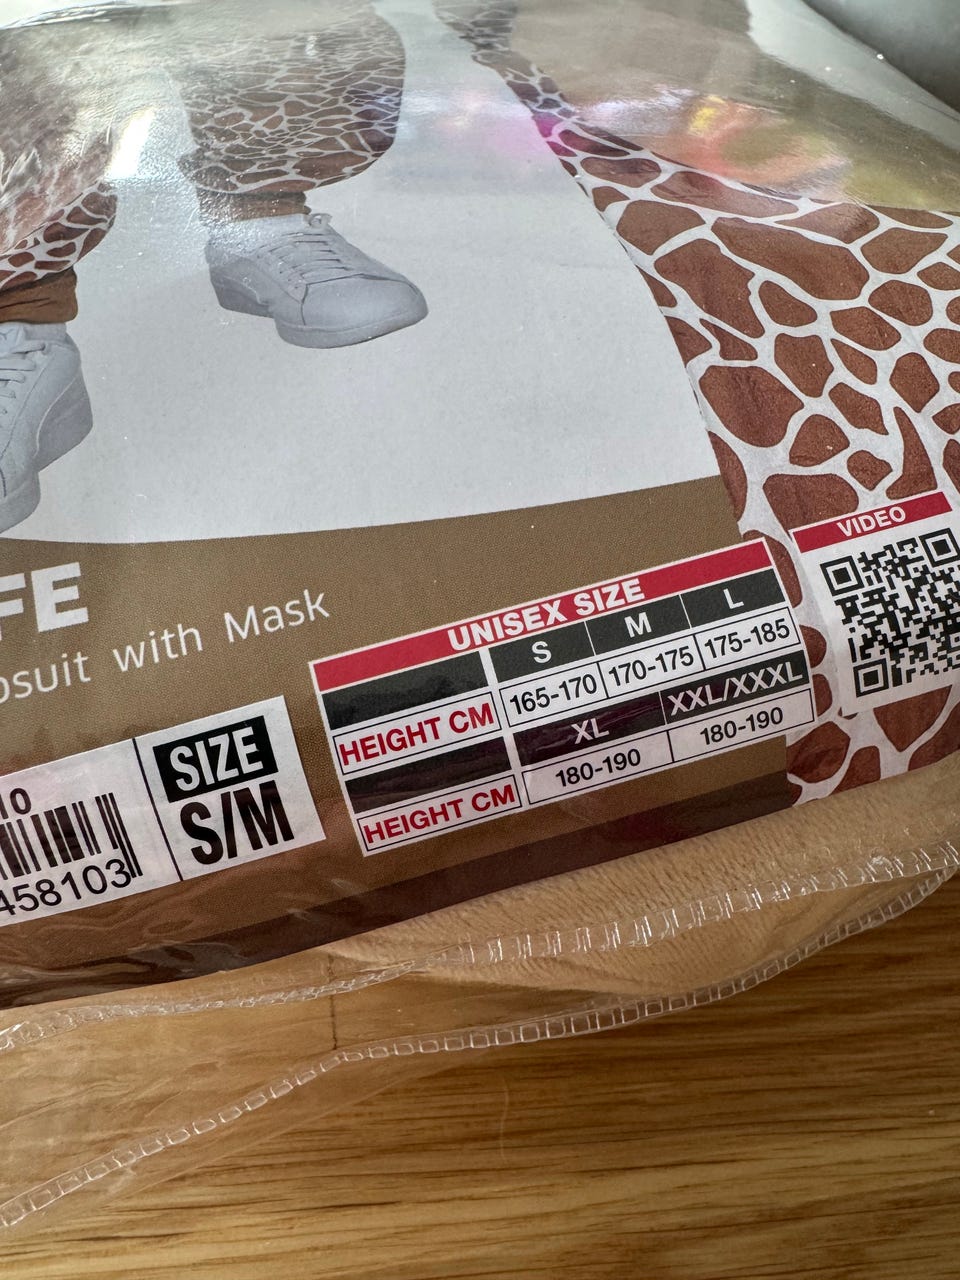 FE
osuit with Mask
10
458103
SIZE
S/M
UNISEX SIZE
S M L
HEIGHT CM 165-170 170-175 175-185
XL XXL/XXXL
HEIGHT CM 180-190 180-190
VIDEO